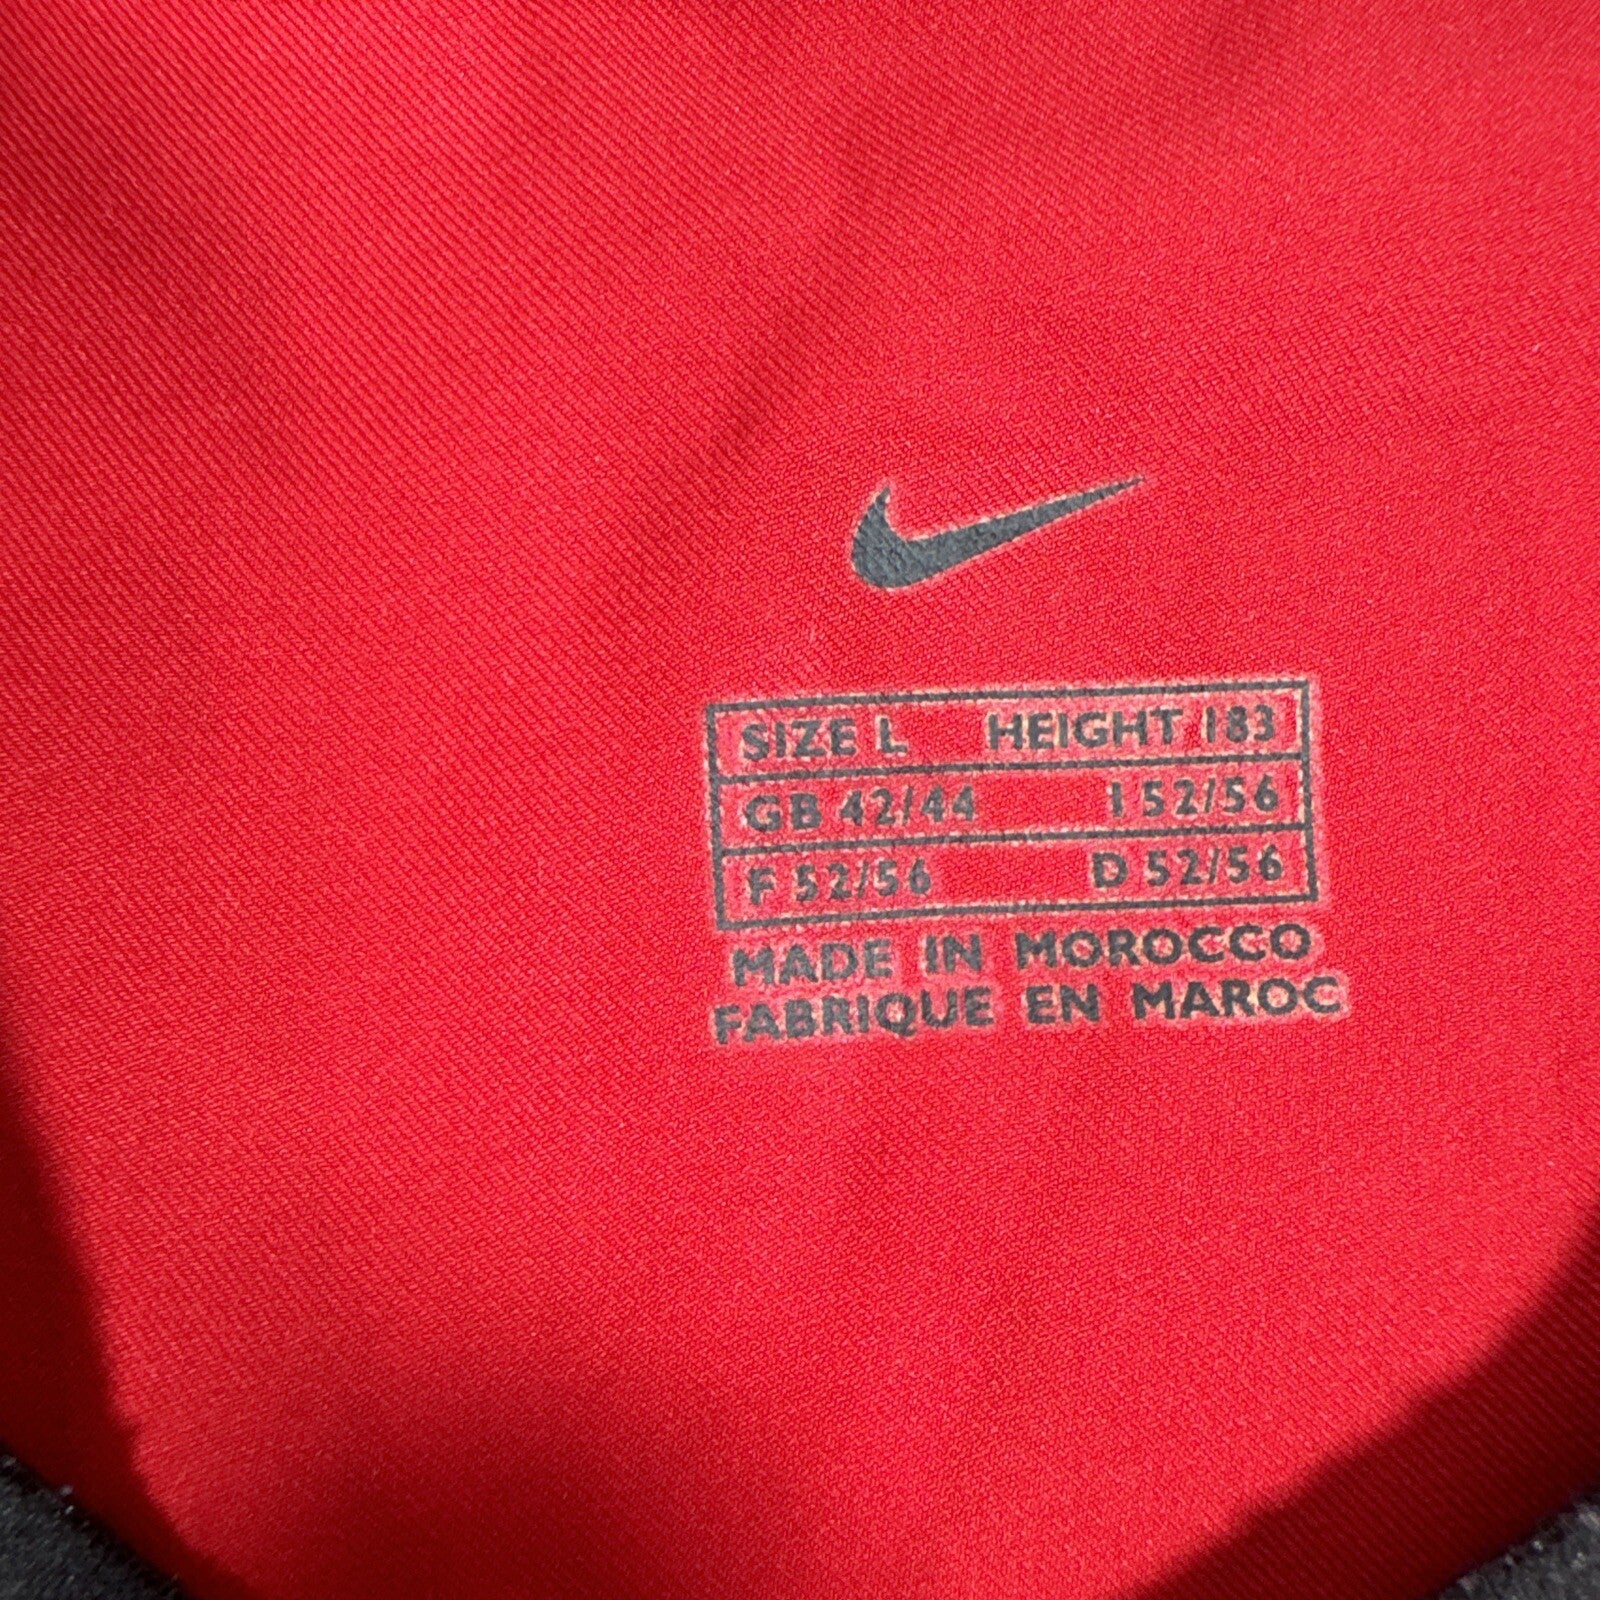 SIZE L HEIGHT 183
GB 42/44 I 52/56
F 52/56 D 52/56
MADE IN MOROCCO
FABRIQUE EN MAROC